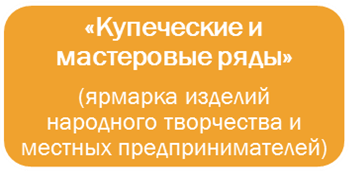 «Купеческие и
мастеровые ряды»
(ярмарка изделий
народного творчества и
местных предпринимателей)